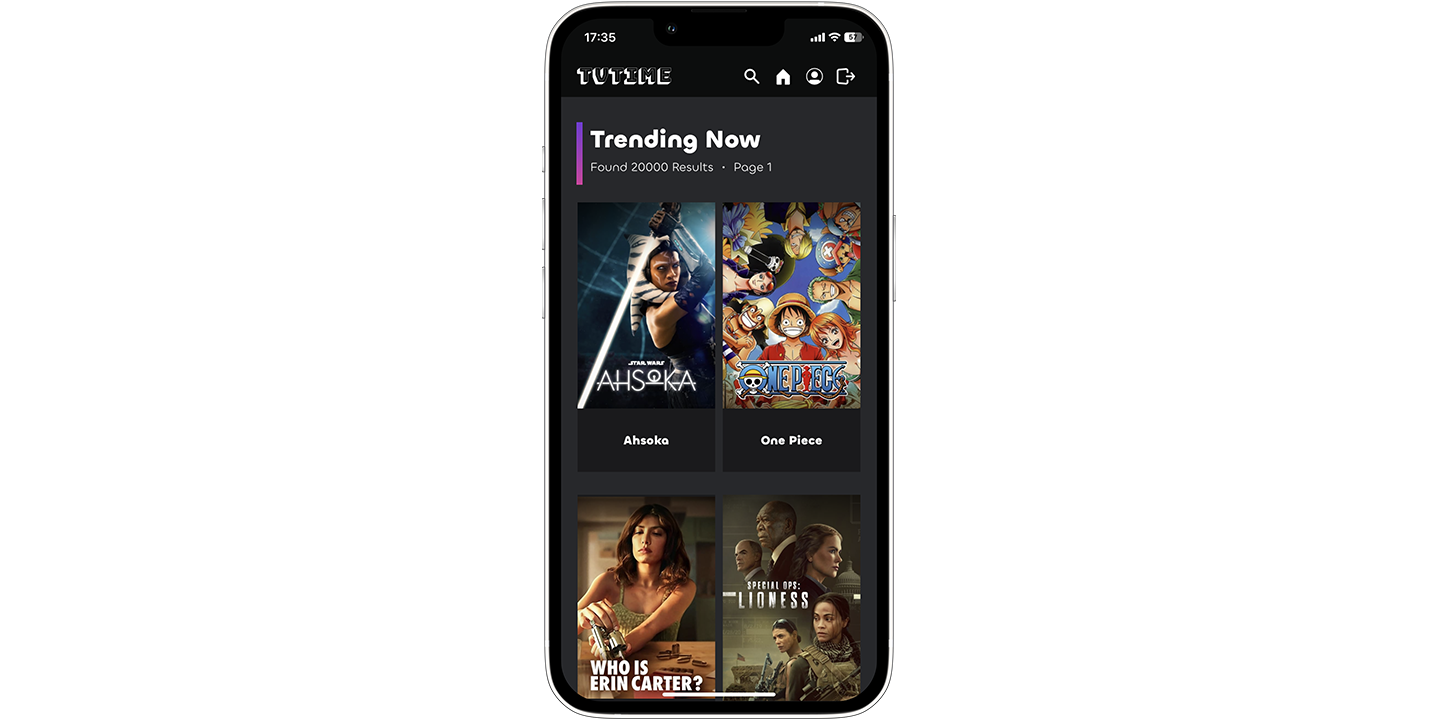 17:35
57
TVTIME
Trending Now
Found 20000 Results • Page 1
STAR WARS
AHSOKA
ONE PIECE
Ahsoka
One Piece
WHO IS
ERIN CARTER?
SPECIAL OPS:
LIONESS